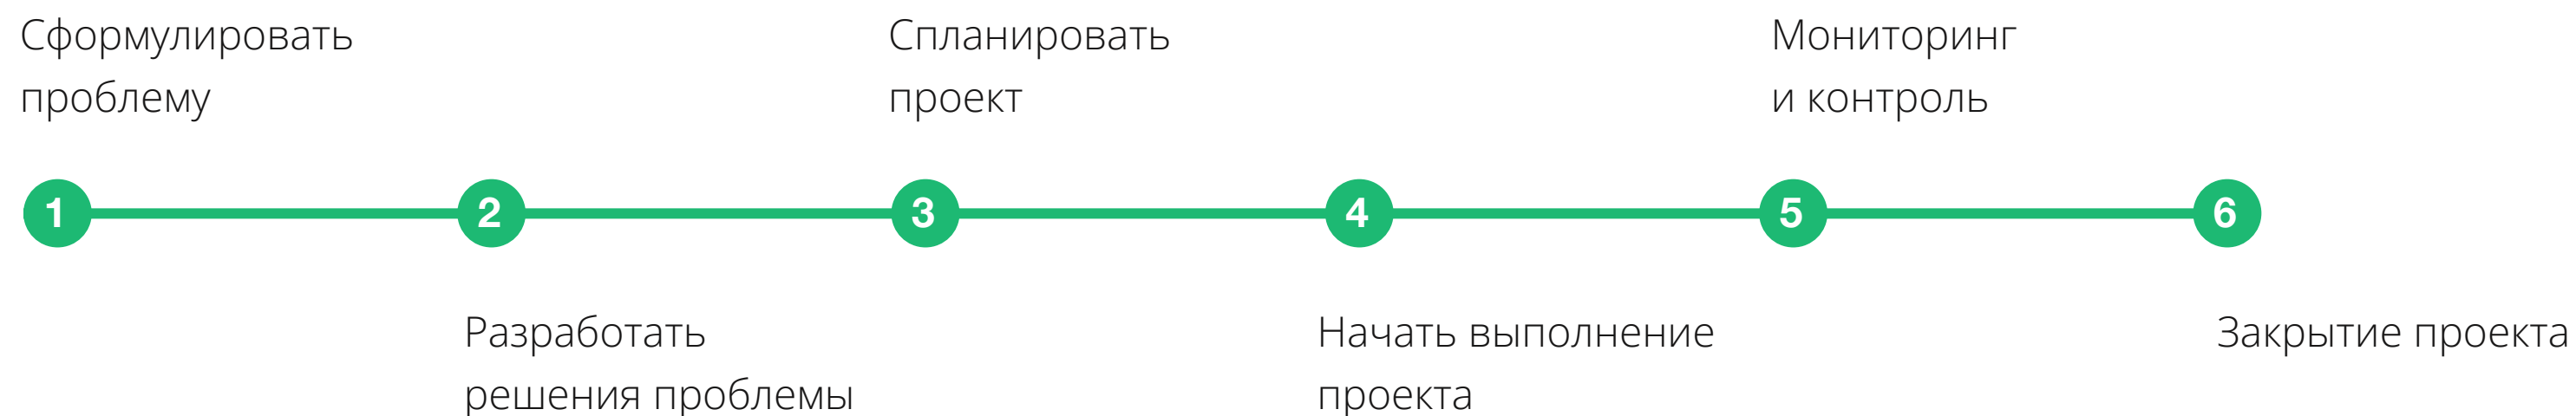 Сформулировать
проблему
Спланировать
проект
Мониторинг
и контроль
1
2
3
4
5
6
Разработать
решения проблемы
Начать выполнение
проекта
Закрытие проекта